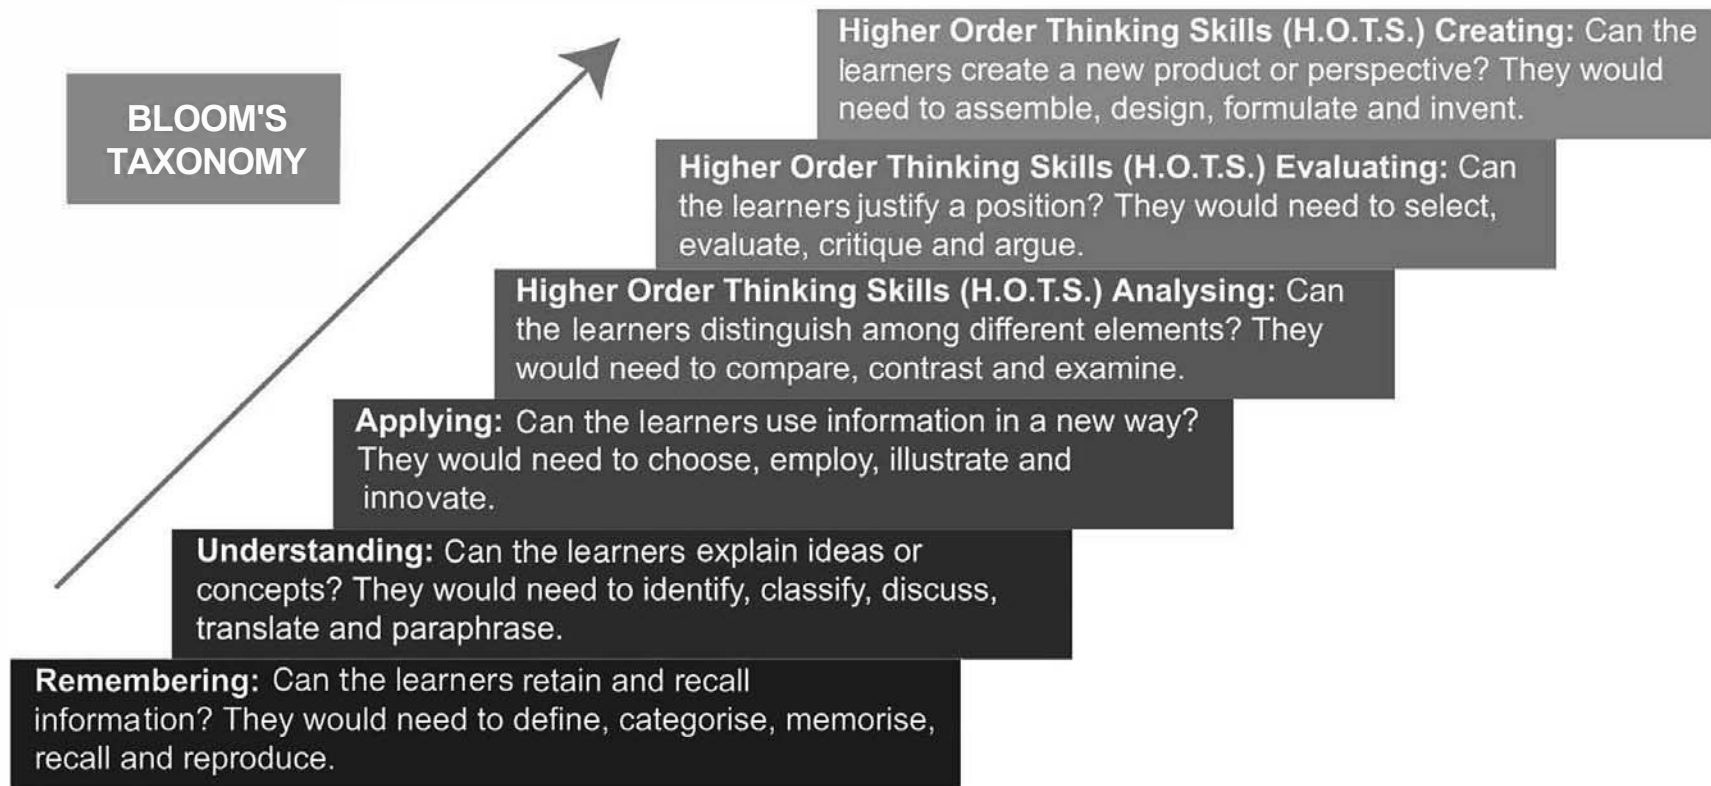 BLOOM'S
TAXONOMY
Higher Order Thinking Skills (H.O.T.S.) Creating: Can the
learners create a new product or perspective? They would
need to assemble, design, formulate and invent.
Higher Order Thinking Skills (H.O.T.S.) Evaluating: Can
the learners justify a position? They would need to select,
evaluate, critique and argue.
Higher Order Thinking Skills (H.O.T.S.) Analysing: Can
the learners distinguish among different elements? They
would need to compare, contrast and examine.
Applying: Can the learners use information in a new way?
They would need to choose, employ, illustrate and
innovate.
Understanding: Can the learners explain ideas or
concepts? They would need to identify, classify, discuss,
translate and paraphrase.
Remembering: Can the learners retain and recall
information? They would need to define, categorise, memorise,
recall and reproduce.